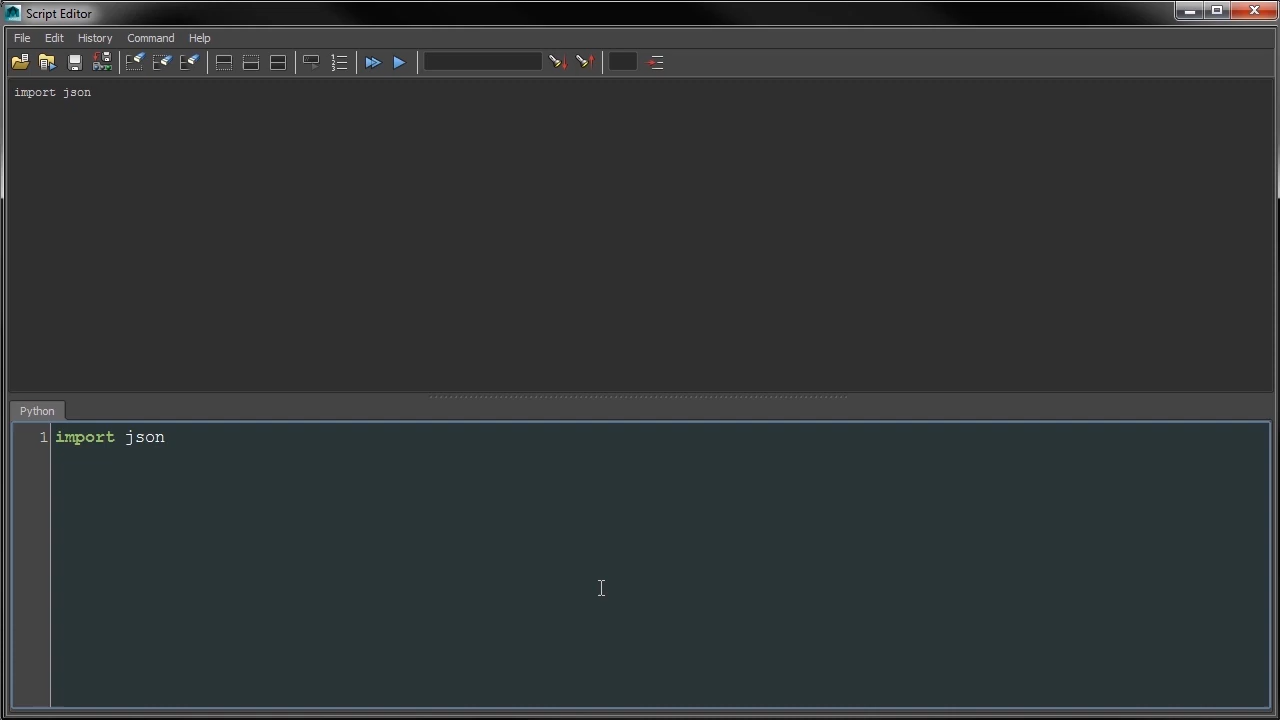 Script Editor
File Edit History Command Help
import json
Python
1 import json